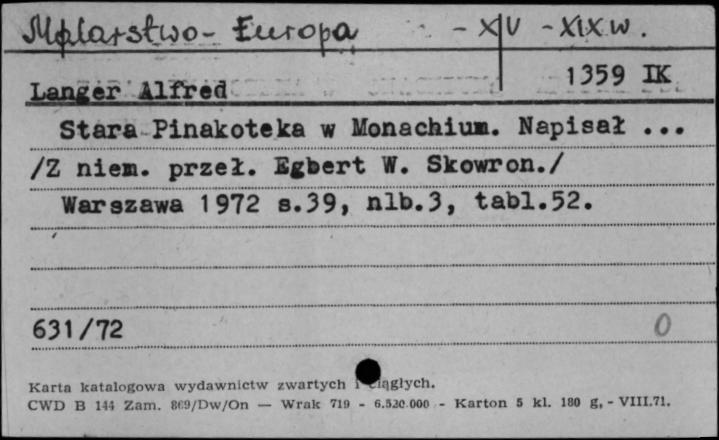 Malarstwo - Europa - XIV - XIX w.
1359 IK
Langer Alfred
Stara Pinakoteka w Monachium. Napisał ...
/Z niem. przeł. Egbert W. Skowron./
Warszawa 1972 s.39, nlb.3, tabl.52.
631/72 0
Karta katalogowa wydawnictw zwartych i ciągłych.
CWD B 144 Zam. 869/Dw/On — Wrak 719 - 6.520.000 - Karton 5 kl. 180 g, - VIII.71.